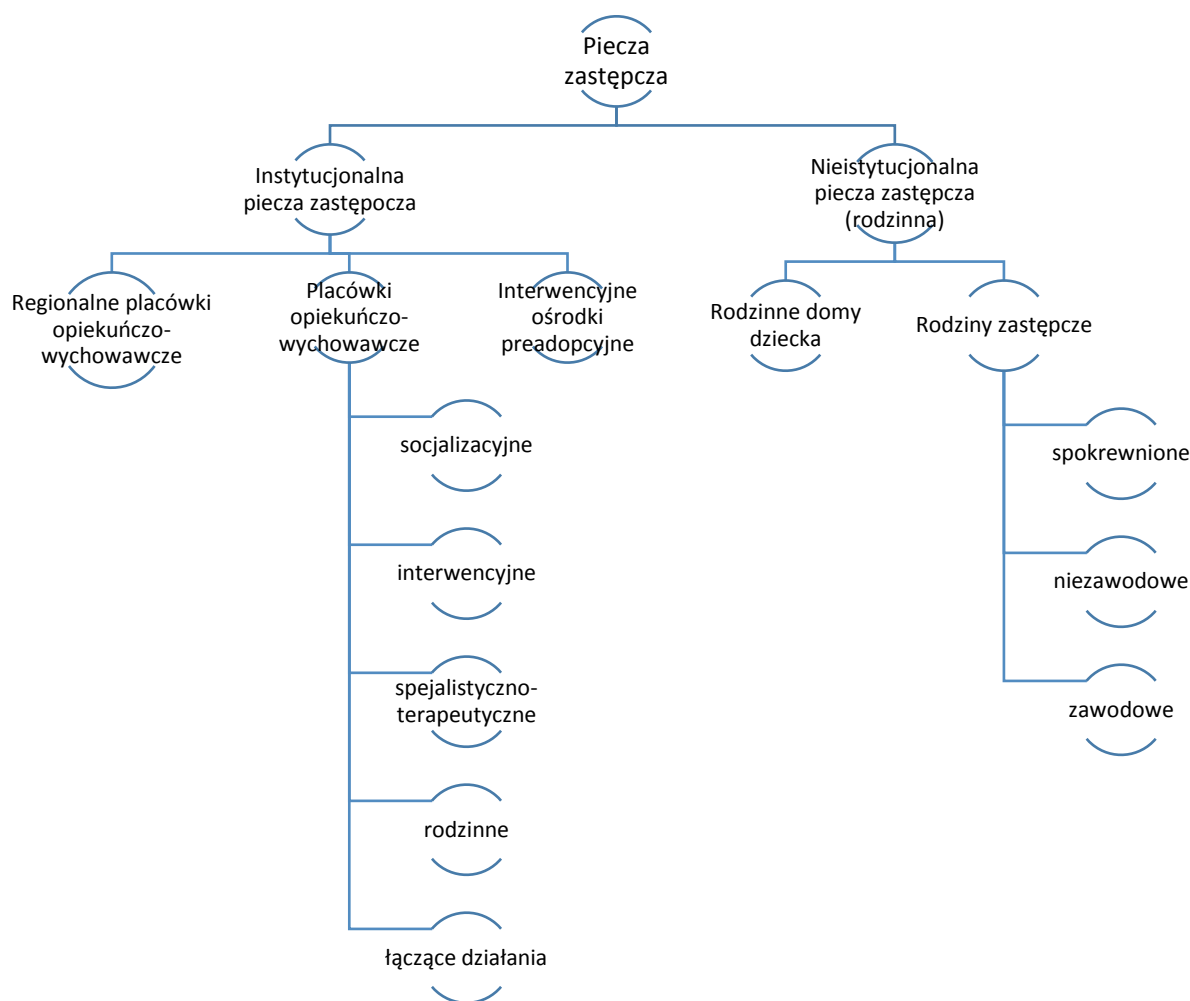 Piecza
zastępcza
Instytucjonalna
piecza zastępocza
Nieistytucjonalna
piecza zastępcza
(rodzinna)
Regionalne placówki
opiekuńczo-
wychowawcze
Placówki
opiekuńczo-
wychowawcze
Interwencyjne
ośrodki
preadopcyjne
Rodzinne domy
dziecka
Rodziny zastępcze
socjalizacyjne
interwencyjne
spejalistyczno-
terapeutyczne
rodzinne
łączące działania
spokrewnione
niezawodowe
zawodowe